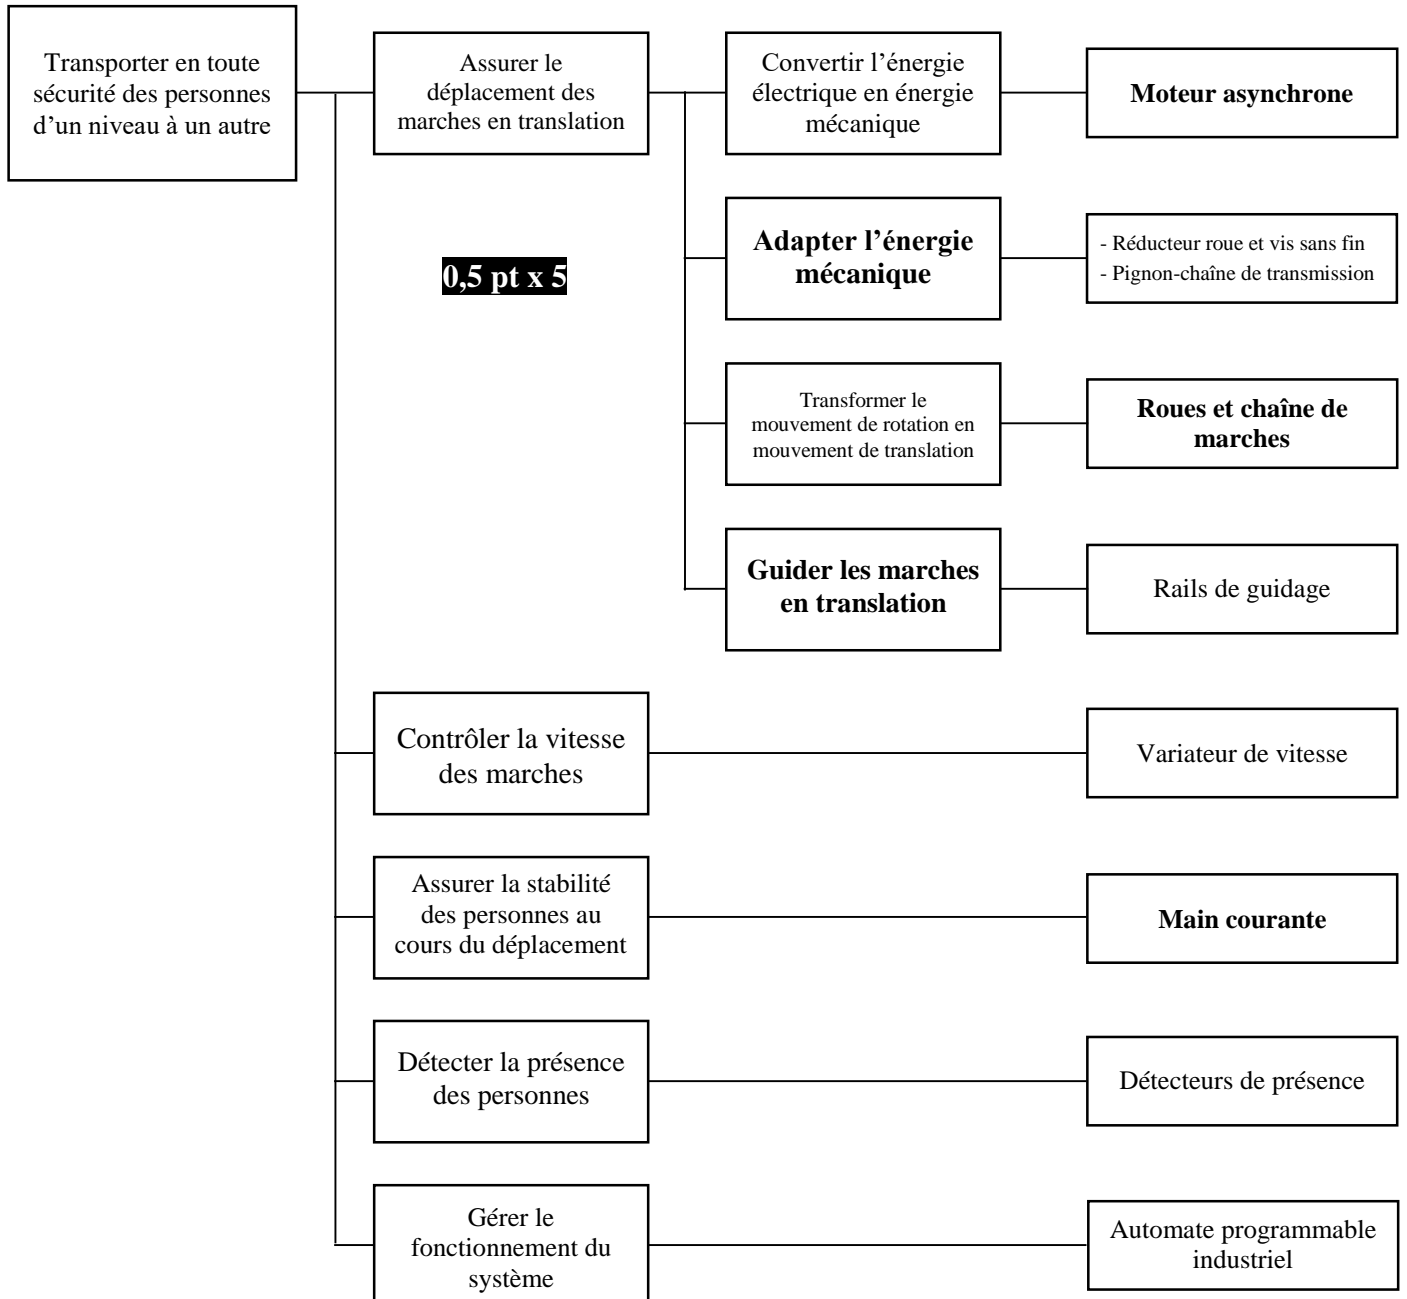 Transporter en toute
sécurité des personnes
d’un niveau à un autre
Assurer le
déplacement des
marches en translation
Convertir l’énergie
électrique en énergie
mécanique
Moteur asynchrone
Adapter l’énergie
mécanique
- Réducteur roue et vis sans fin
- Pignon-chaîne de transmission
0,5 pt x 5
Transformer le
mouvement de rotation en
mouvement de translation
Roues et chaîne de
marches
Guider les marches
en translation
Rails de guidage
Contrôler la vitesse
des marches
Variateur de vitesse
Assurer la stabilité
des personnes au
cours du déplacement
Main courante
Détecter la présence
des personnes
Détecteurs de présence
Gérer le
fonctionnement du
système
Automate programmable
industriel